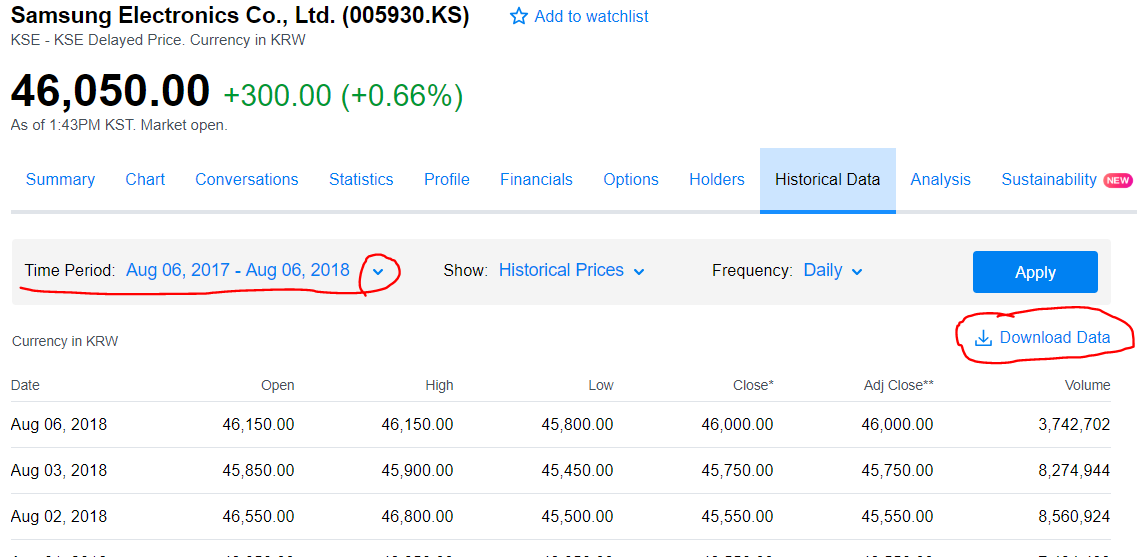 Samsung Electronics Co., Ltd. (005930.KS) Add to watchlist
KSE - KSE Delayed Price. Currency in KRW
46,050.00 +300.00 (+0.66%)
As of 1:43PM KST. Market open.
Summary Chart Conversations Statistics Profile Financials Options Holders Historical Data Analysis Sustainability NEW
Time Period: Aug 06, 2017 - Aug 06, 2018 Show: Historical Prices Frequency: Daily Apply
Download Data
Currency in KRW
Date Open High Low Close* Adj Close** Volume
Aug 06, 2018 46,150.00 46,150.00 45,800.00 46,000.00 46,000.00 3,742,702
Aug 03, 2018 45,850.00 45,900.00 45,450.00 45,750.00 45,750.00 8,274,944
Aug 02, 2018 46,550.00 46,800.00 45,500.00 45,550.00 45,550.00 8,560,924